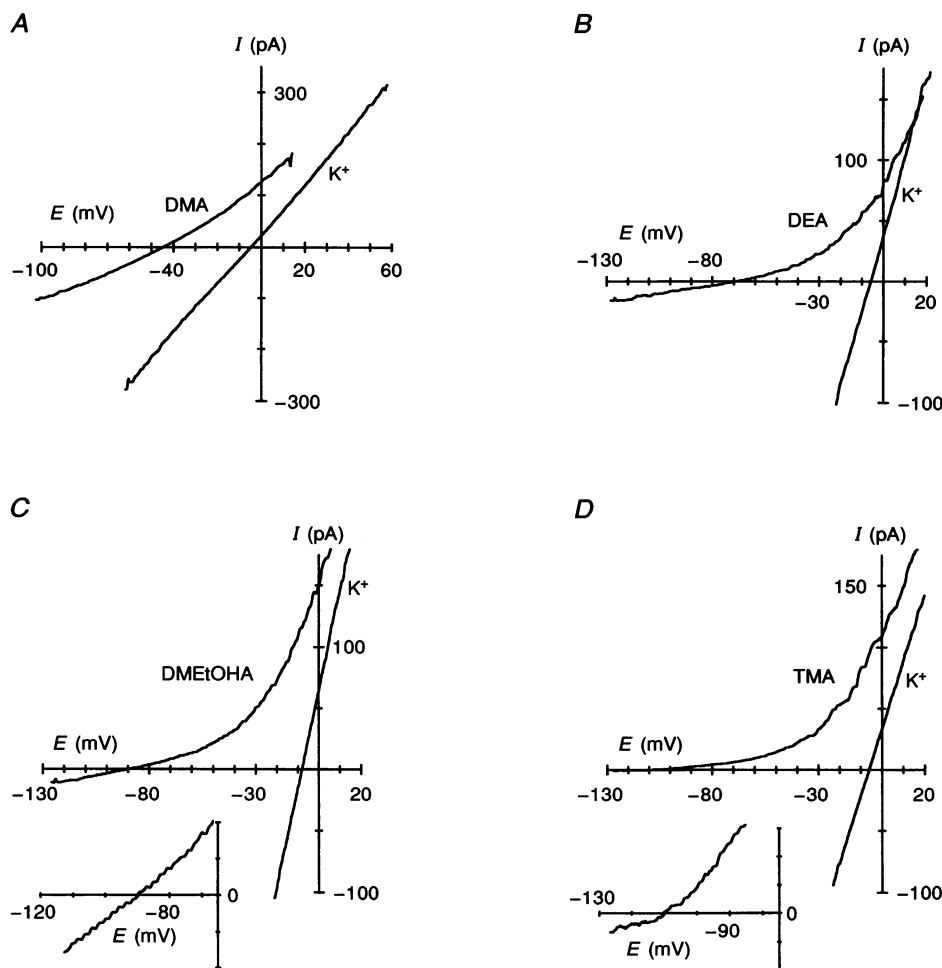 A
I (pA)
300
K+
DMA
E (mV)
-100
-40
20
60
-300
B
I (pA)
100
K+
DEA
E (mV)
-130
-80
-30
20
-100
C
I (pA)
K+
100
DMEtOHA
E (mV)
-130
-80
-30
20
-100
0
-120
-80
E (mV)
D
I (pA)
150
TMA
K+
E (mV)
-130
-80
-30
20
-100
-130
0
-90
E (mV)